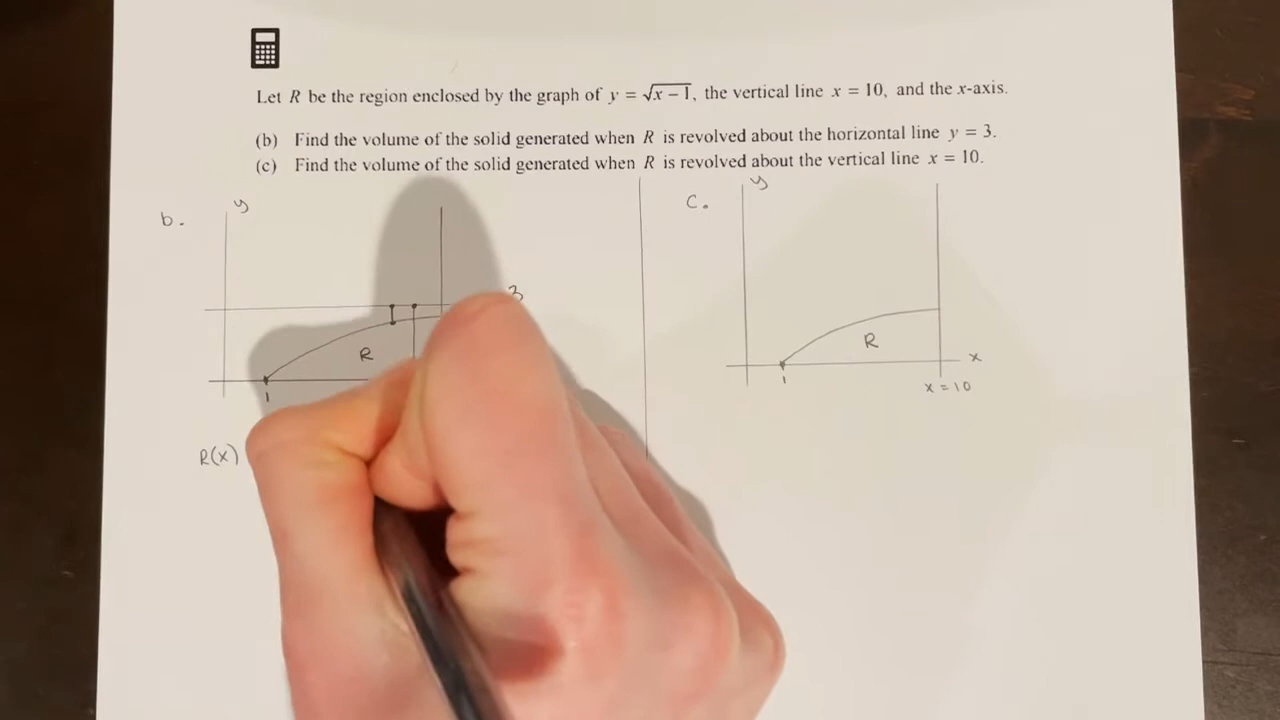 Let R be the region enclosed by the graph of y = √x − 1, the vertical line x = 10, and the x-axis.
(b) Find the volume of the solid generated when R is revolved about the horizontal line y = 3.
(c) Find the volume of the solid generated when R is revolved about the vertical line x = 10.
b.
y
3
R
1
R(x)
c.
y
R
x
1
x = 10